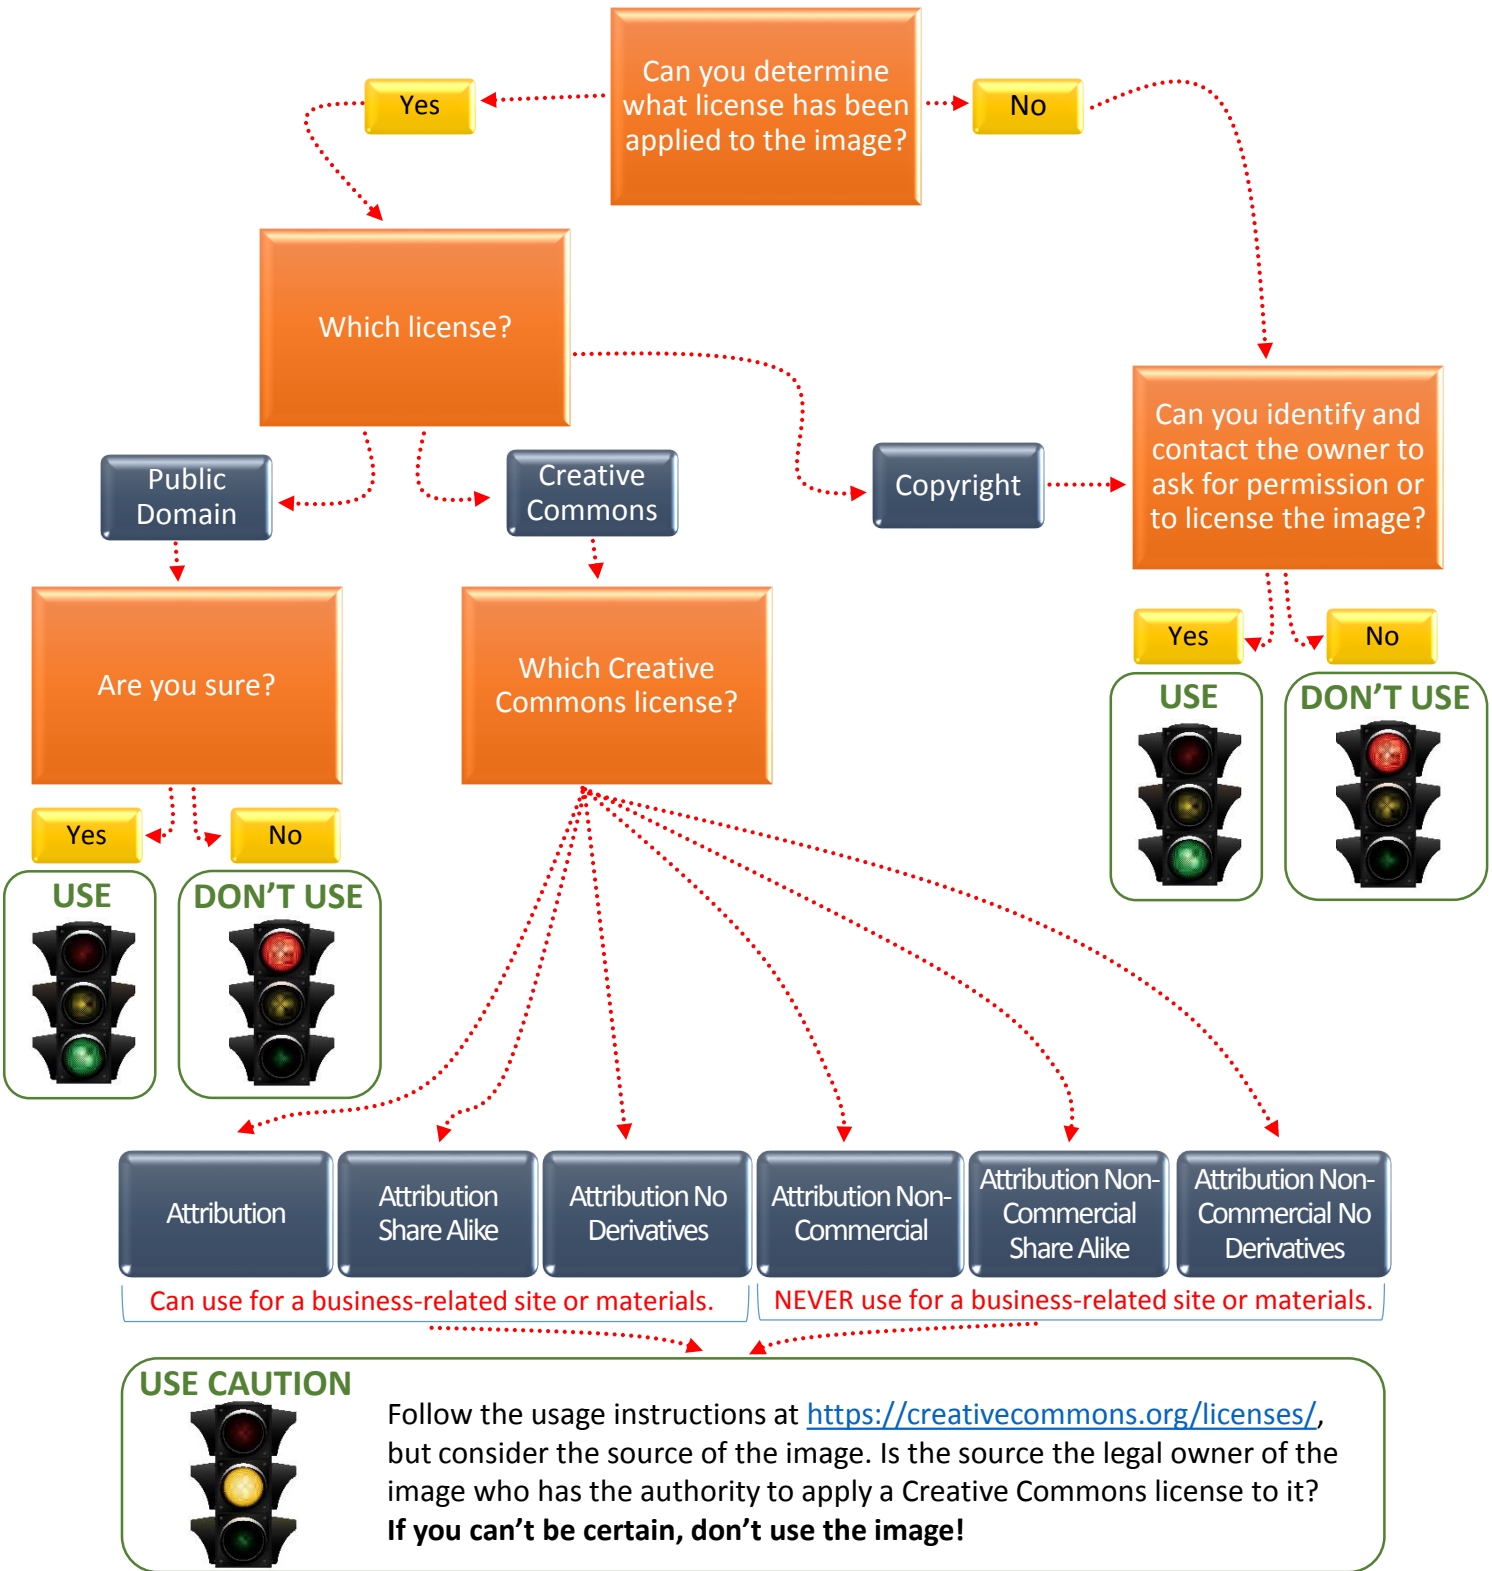 Can you determine
what license has been
applied to the image?
Yes
No
Which license?
Can you identify and
contact the owner to
ask for permission or
to license the image?
Public
Domain
Creative
Commons
Copyright
Are you sure?
Which Creative
Commons license?
Yes
No
USE
DON'T USE
Yes
No
USE
DON'T USE
Attribution
Attribution
Share Alike
Attribution No
Derivatives
Attribution Non-
Commercial
Attribution Non-
Commercial
Share Alike
Attribution Non-
Commercial No
Derivatives
Can use for a business-related site or materials.
NEVER use for a business-related site or materials.
USE CAUTION
Follow the usage instructions at https://creativecommons.org/licenses/,
but consider the source of the image. Is the source the legal owner of the
image who has the authority to apply a Creative Commons license to it?
If you can't be certain, don't use the image!